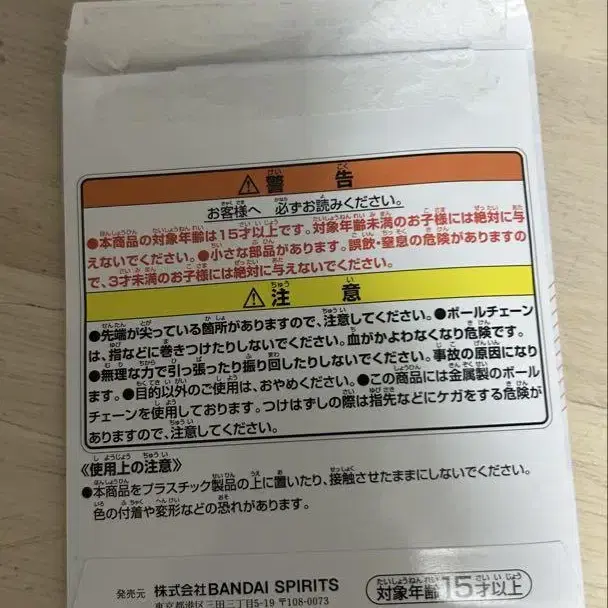 ⚠警告
お客様へ 必ずお読みください。
●本商品の対象年齢は15才以上です。対象年齢未満のお子様には絶対に与
えないでください。●小さな部品があります。誤飲・窒息の危険がありますの
で、3才未満のお子様には絶対に与えないでください。
⚠注意
●先端が尖っている箇所がありますので、注意してください。●ボールチェーン
は、指などに巻きつけたりしないでください。血がかよわなくなり危険です。
●無理な力で引っ張ったり振り回したりしないでください。事故の原因になり
ます。●目的以外のご使用は、おやめください。●この商品には金属製のボール
チェーンを使用しております。つけはずしの際は指先などにケガをする危険が
ありますので、注意してください。
《使用上の注意》
●本商品をプラスチック製品の上に置いたり、接触させたままにしないでください。
色の付着や変形などの恐れがあります。
発売元 株式会社BANDAI SPIRITS
東京都港区三田三丁目5-19 〒108-0073
対象年齢15才以上